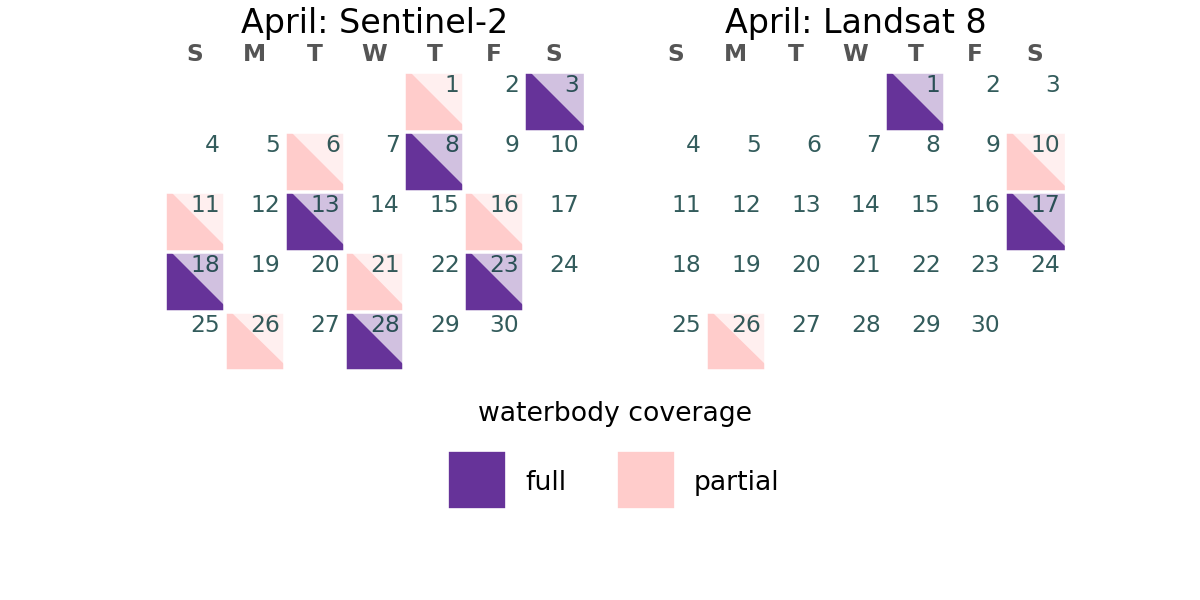 April: Sentinel-2
S M T W T F S
1 2 3
4 5 6 7 8 9 10
11 12 13 14 15 16 17
18 19 20 21 22 23 24
25 26 27 28 29 30
April: Landsat 8
S M T W T F S
1 2 3
4 5 6 7 8 9 10
11 12 13 14 15 16 17
18 19 20 21 22 23 24
25 26 27 28 29 30
waterbody coverage
full partial